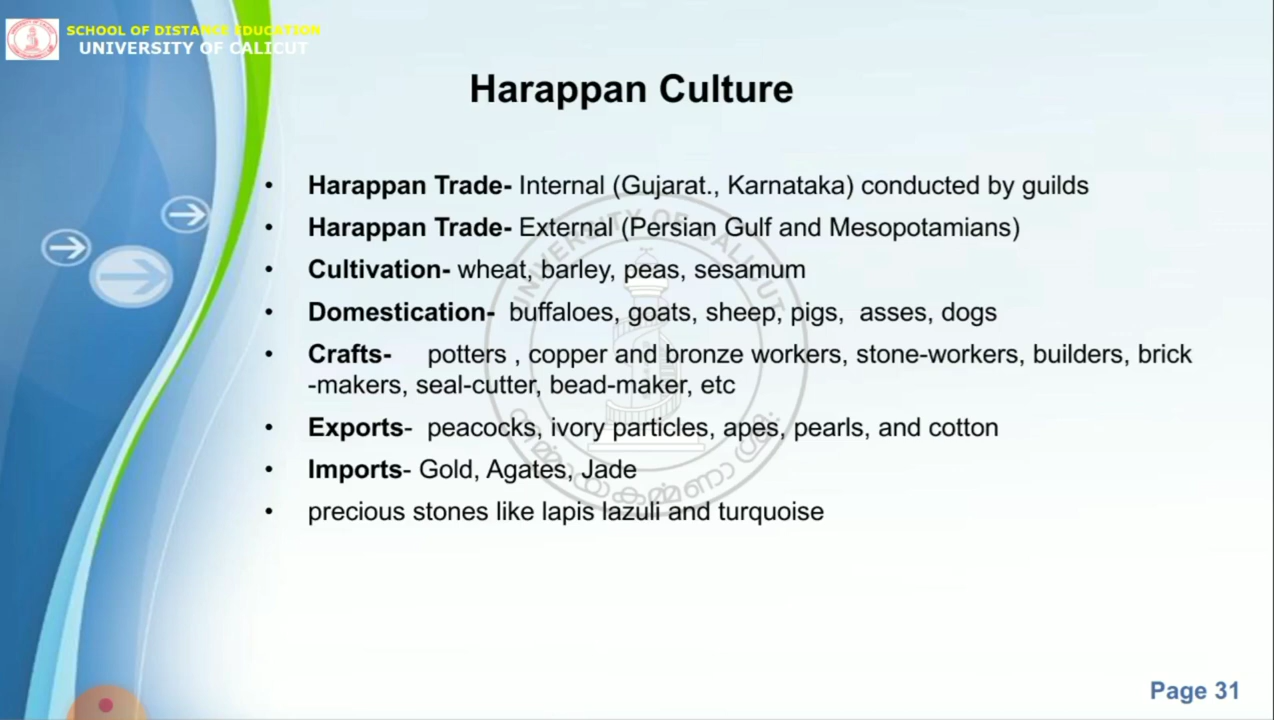 SCHOOL OF DISTANCE EDUCATION
UNIVERSITY OF CALICUT
Harappan Culture
• Harappan Trade- Internal (Gujarat., Karnataka) conducted by guilds
• Harappan Trade- External (Persian Gulf and Mesopotamians)
• Cultivation- wheat, barley, peas, sesamum
• Domestication- buffaloes, goats, sheep, pigs, asses, dogs
• Crafts- potters , copper and bronze workers, stone-workers, builders, brick
-makers, seal-cutter, bead-maker, etc
• Exports- peacocks, ivory particles, apes, pearls, and cotton
• Imports- Gold, Agates, Jade
• precious stones like lapis lazuli and turquoise
UNIVERSITY OF CALICUT
Page 31